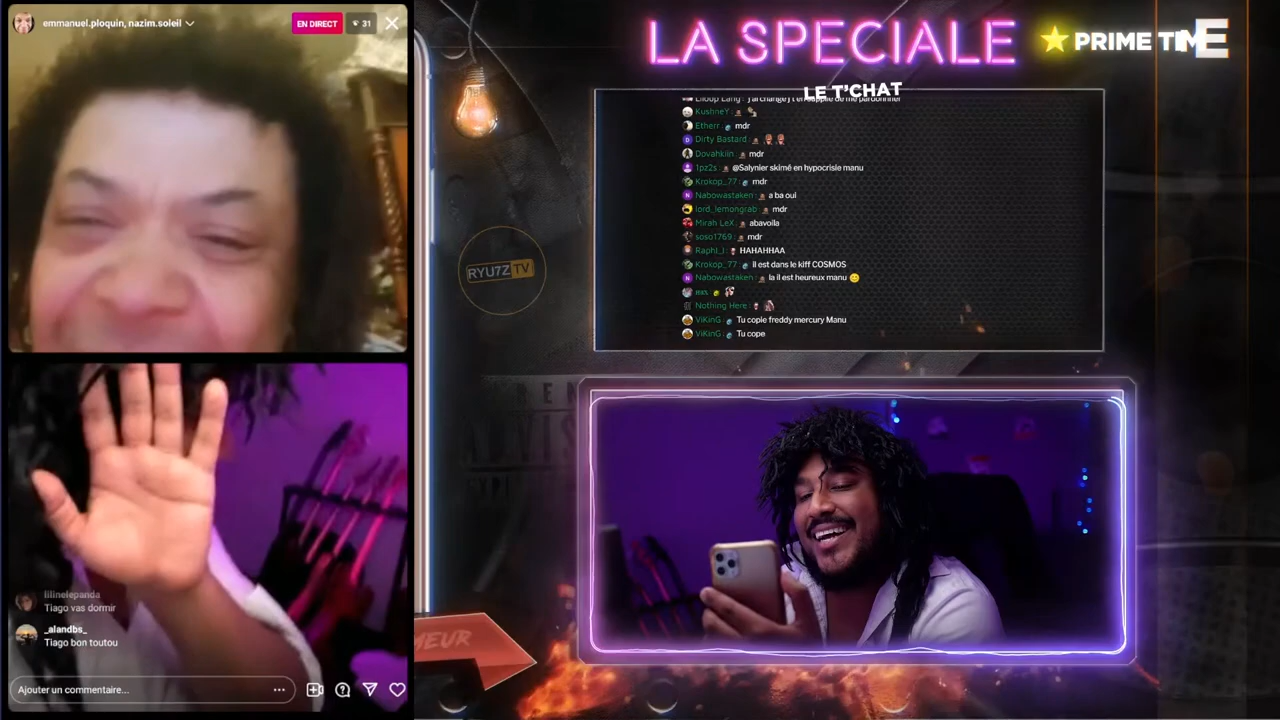 emmanuel.ploquin, nazim.soleil
EN DIRECT
31
LA SPECIALE
PRIME TIME
LE T'CHAT
KushneY :
Etherr : mdr
Dirty Bastard :
Dovahkiin : mdr
1pz2s : @Salynier skimé en hypocrisie manu
Krokop_77 : mdr
Nabowastaken : a ba oui
lord_lemongrab : mdr
Mirah LeX : abavoila
soso1769 : mdr
Raphi_I : HAHAHHAA
Krokop_77 : il est dans le kiff COSMOS
Nabowastaken : la il est heureux manu
Nothing Here :
ViKinG : Tu copie freddy mercury Manu
ViKinG : Tu cope
RYU7Z TV
lilinelepanda
Tiago vas dormir
_alandbs_
Tiago bon toutou
Ajouter un commentaire...